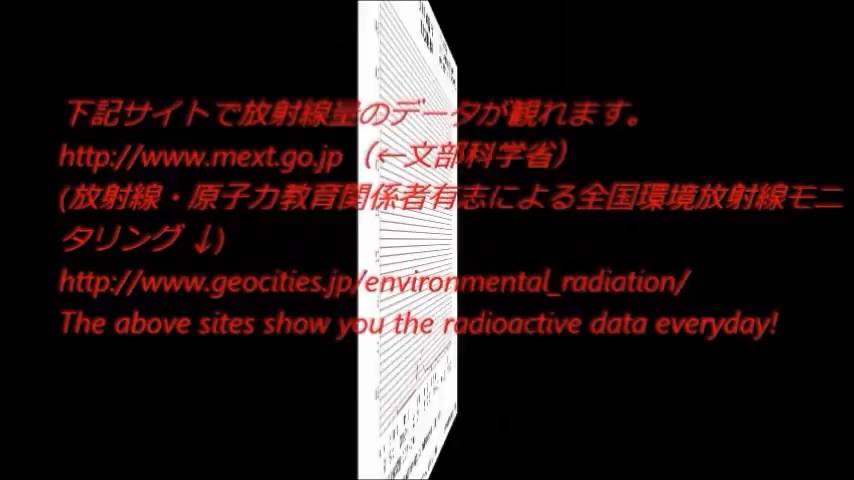 下記サイトで放射線量のデータが観れます。
http://www.mext.go.jp（←文部科学省）
(放射線・原子力教育関係者有志による全国環境放射線モニ
タリング ↓)
http://www.geocities.jp/environmental_radiation/
The above sites show you the radioactive data everyday!